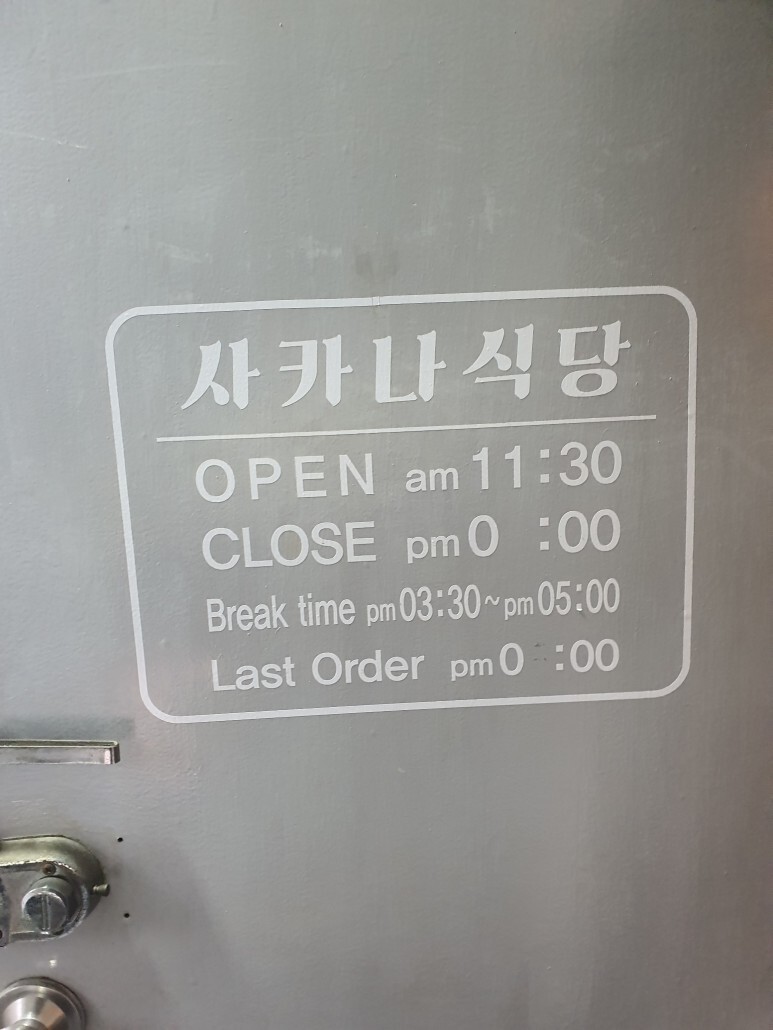 사카나식당
OPEN am 11:30
CLOSE pm 0 :00
Break time pm 03:30~pm 05:00
Last Order pm 0 :00